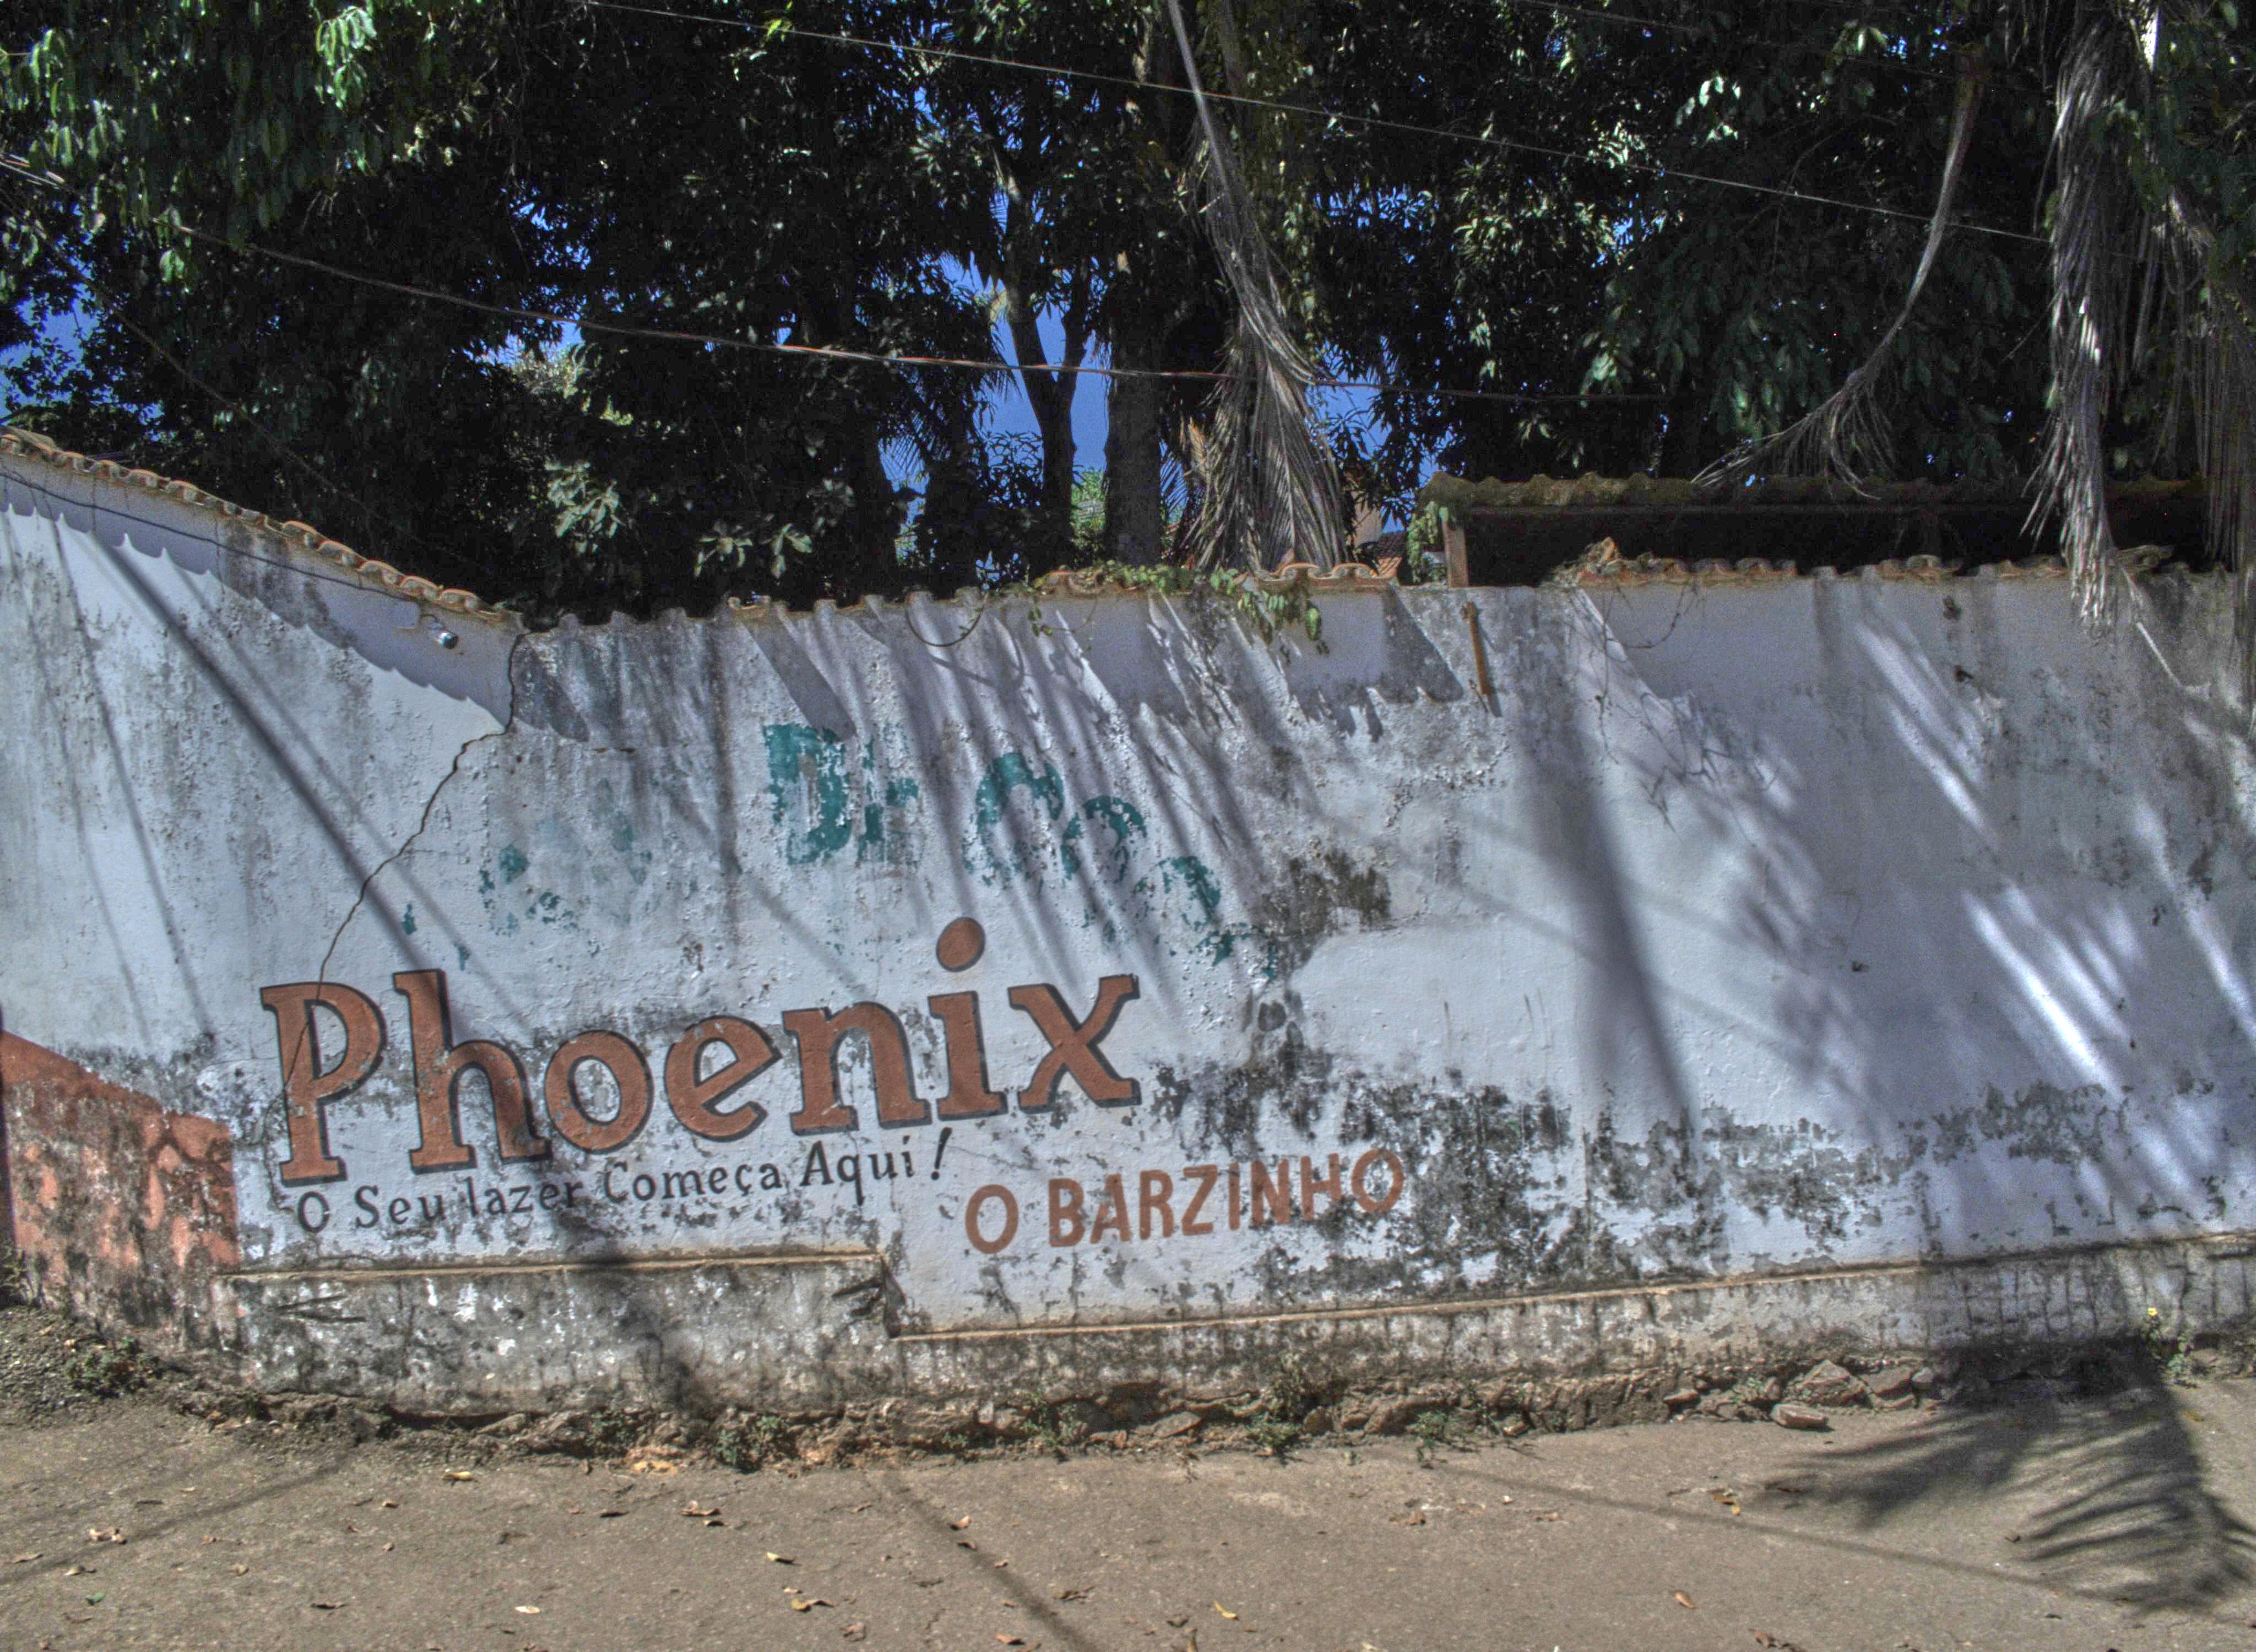 Phoenix
O Seu lazer Começa Aqui!
O BARZINHO